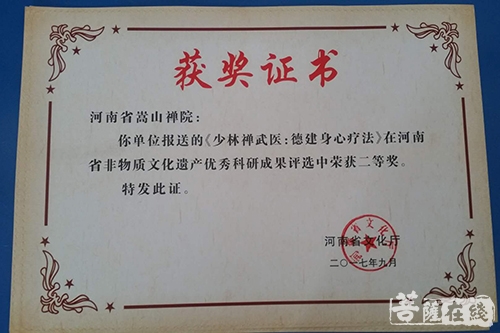 获奖证书
河南省嵩山禅院：
你单位报送的《少林禅武医：德建身心疗法》在河南
省非物质文化遗产优秀科研成果评选中荣获二等奖。
特发此证。
河南省文化厅
二〇一七年九月
菩萨在线